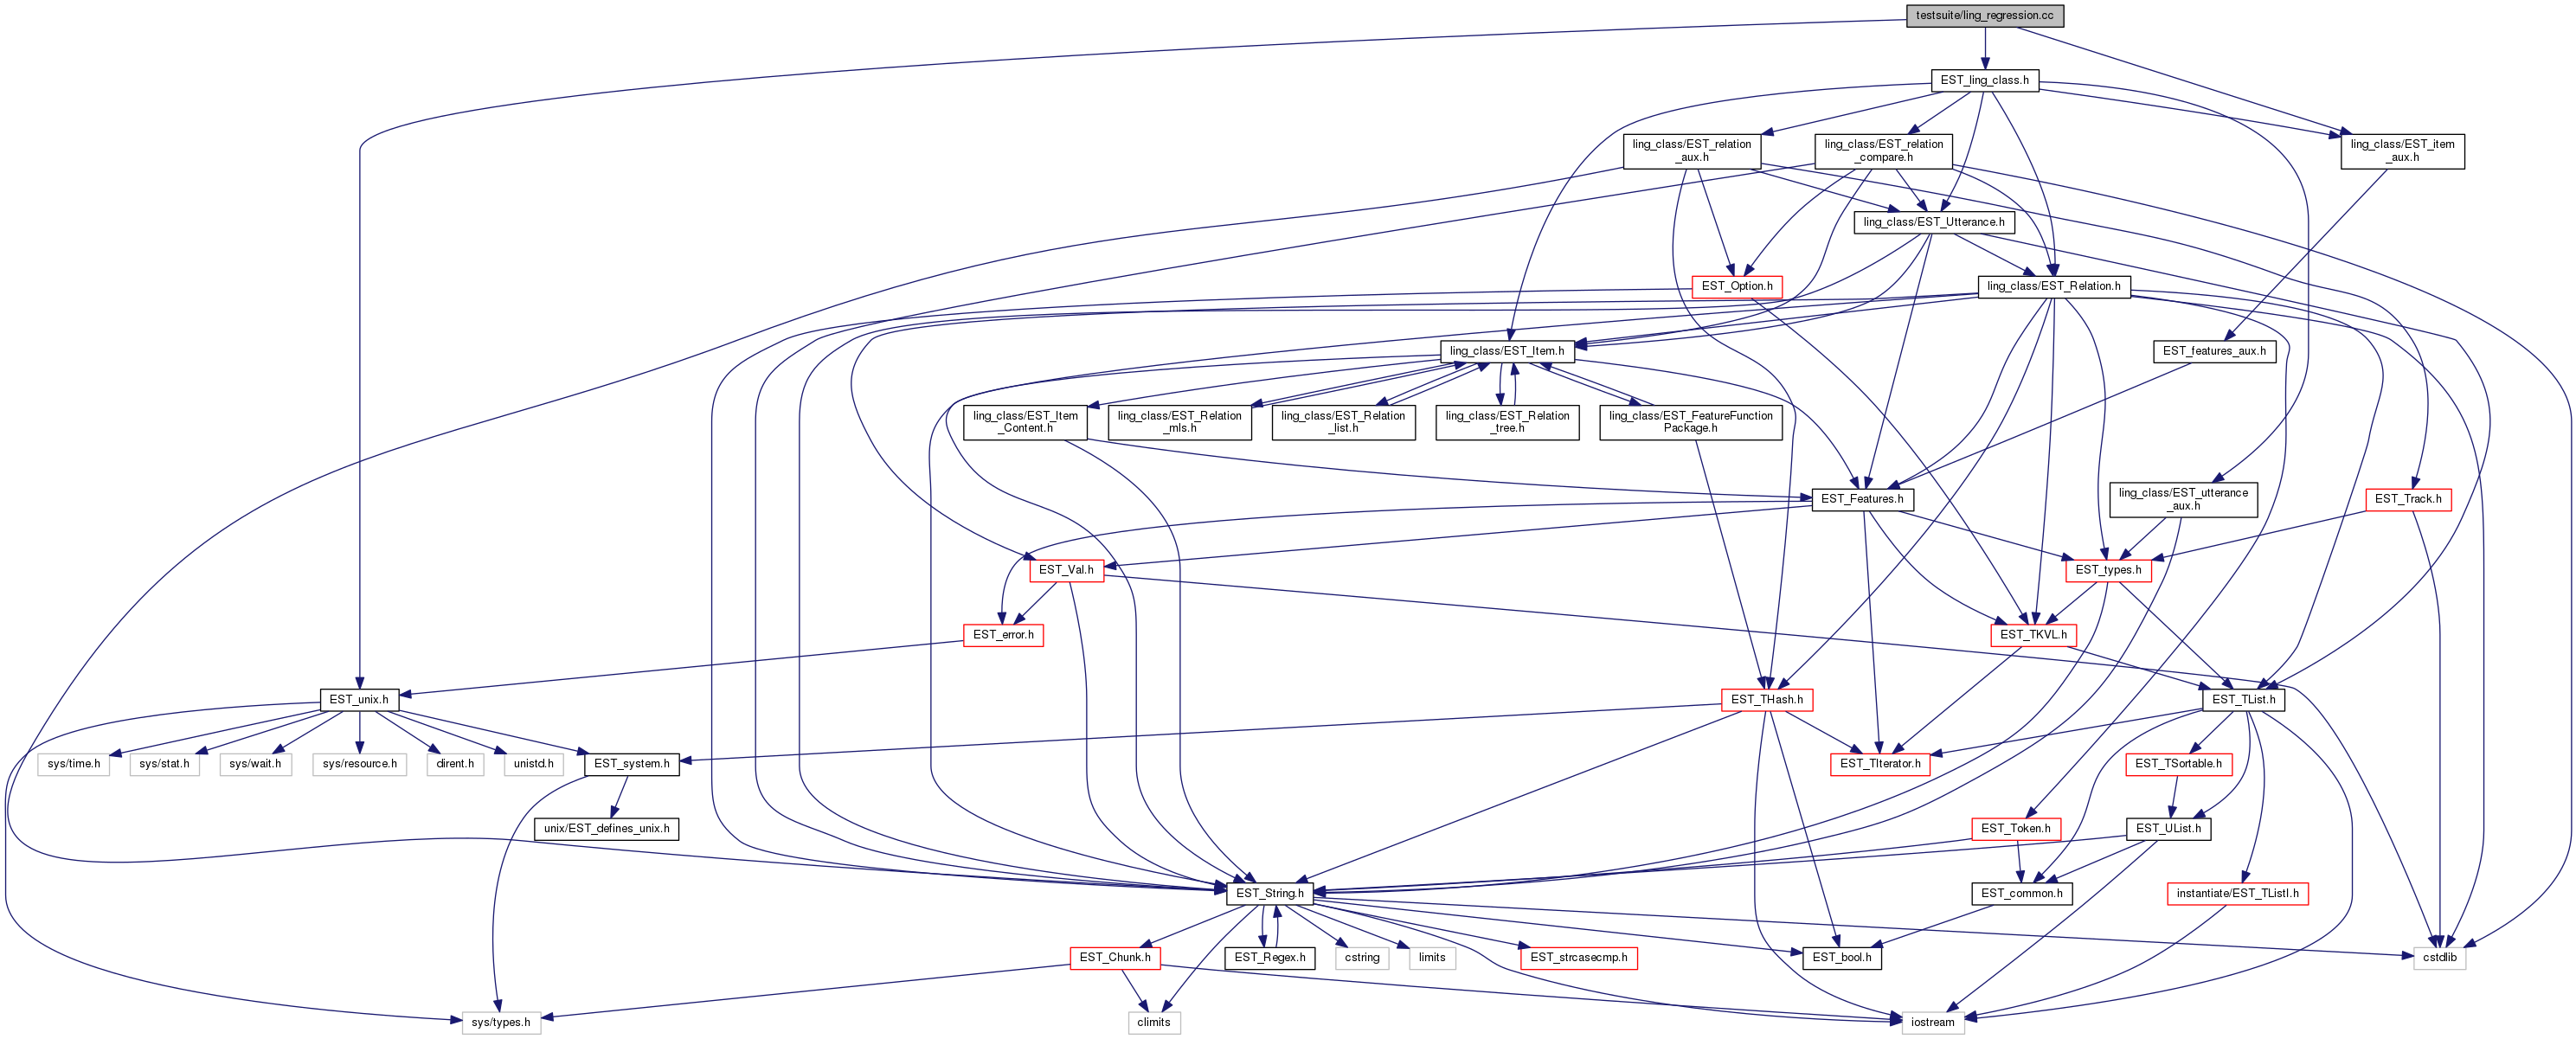 testsuite/ling_regression.cc
EST_ling_class.h
ling_class/EST_relation
_aux.h
ling_class/EST_relation
_compare.h
ling_class/EST_item
_aux.h
ling_class/EST_Utterance.h
EST_Option.h
ling_class/EST_Relation.h
ling_class/EST_Item.h
EST_features_aux.h
ling_class/EST_Item
_Content.h
ling_class/EST_Relation
_mls.h
ling_class/EST_Relation
_list.h
ling_class/EST_Relation
_tree.h
ling_class/EST_FeatureFunction
Package.h
EST_Features.h
ling_class/EST_utterance
_aux.h
EST_Track.h
EST_Val.h
EST_types.h
EST_error.h
EST_TKVL.h
EST_unix.h
EST_THash.h
EST_TList.h
sys/time.h
sys/stat.h
sys/wait.h
sys/resource.h
dirent.h
unistd.h
EST_system.h
EST_TIterator.h
EST_TSortable.h
unix/EST_defines_unix.h
EST_Token.h
EST_UList.h
EST_String.h
EST_common.h
instantiate/EST_TListI.h
EST_Chunk.h
EST_Regex.h
cstring
limits
EST_strcasecmp.h
EST_bool.h
cstdlib
sys/types.h
climits
iostream